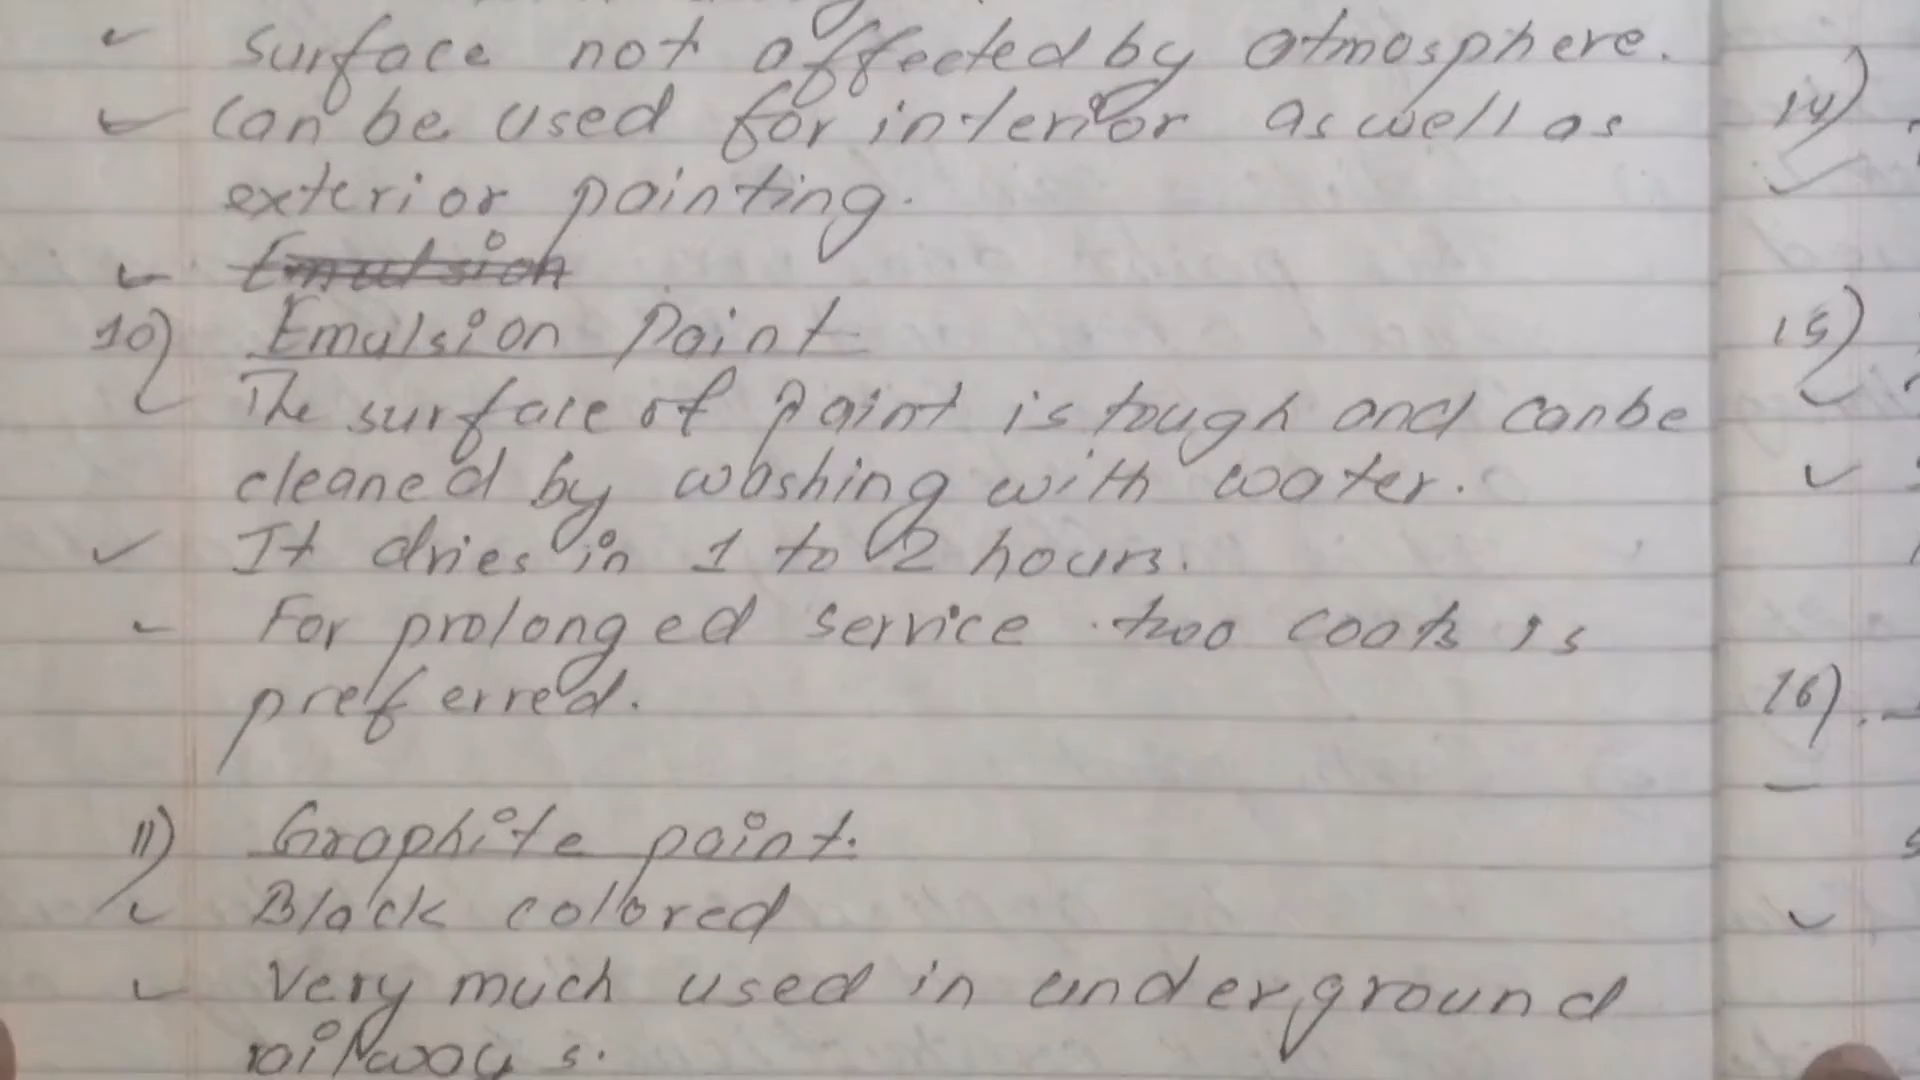 surface not affected by atmosphere.
can be used for interior as well as
exterior painting.
Emulsion
10) Emulsion Paint
The surface of paint is tough and can be
cleaned by washing with water.
It dries in 1 to 2 hours.
For prolonged service two coats is
preferred.
11) Graphite paint.
Black colored
Very much used in underground
railways.
14)
15)
16).